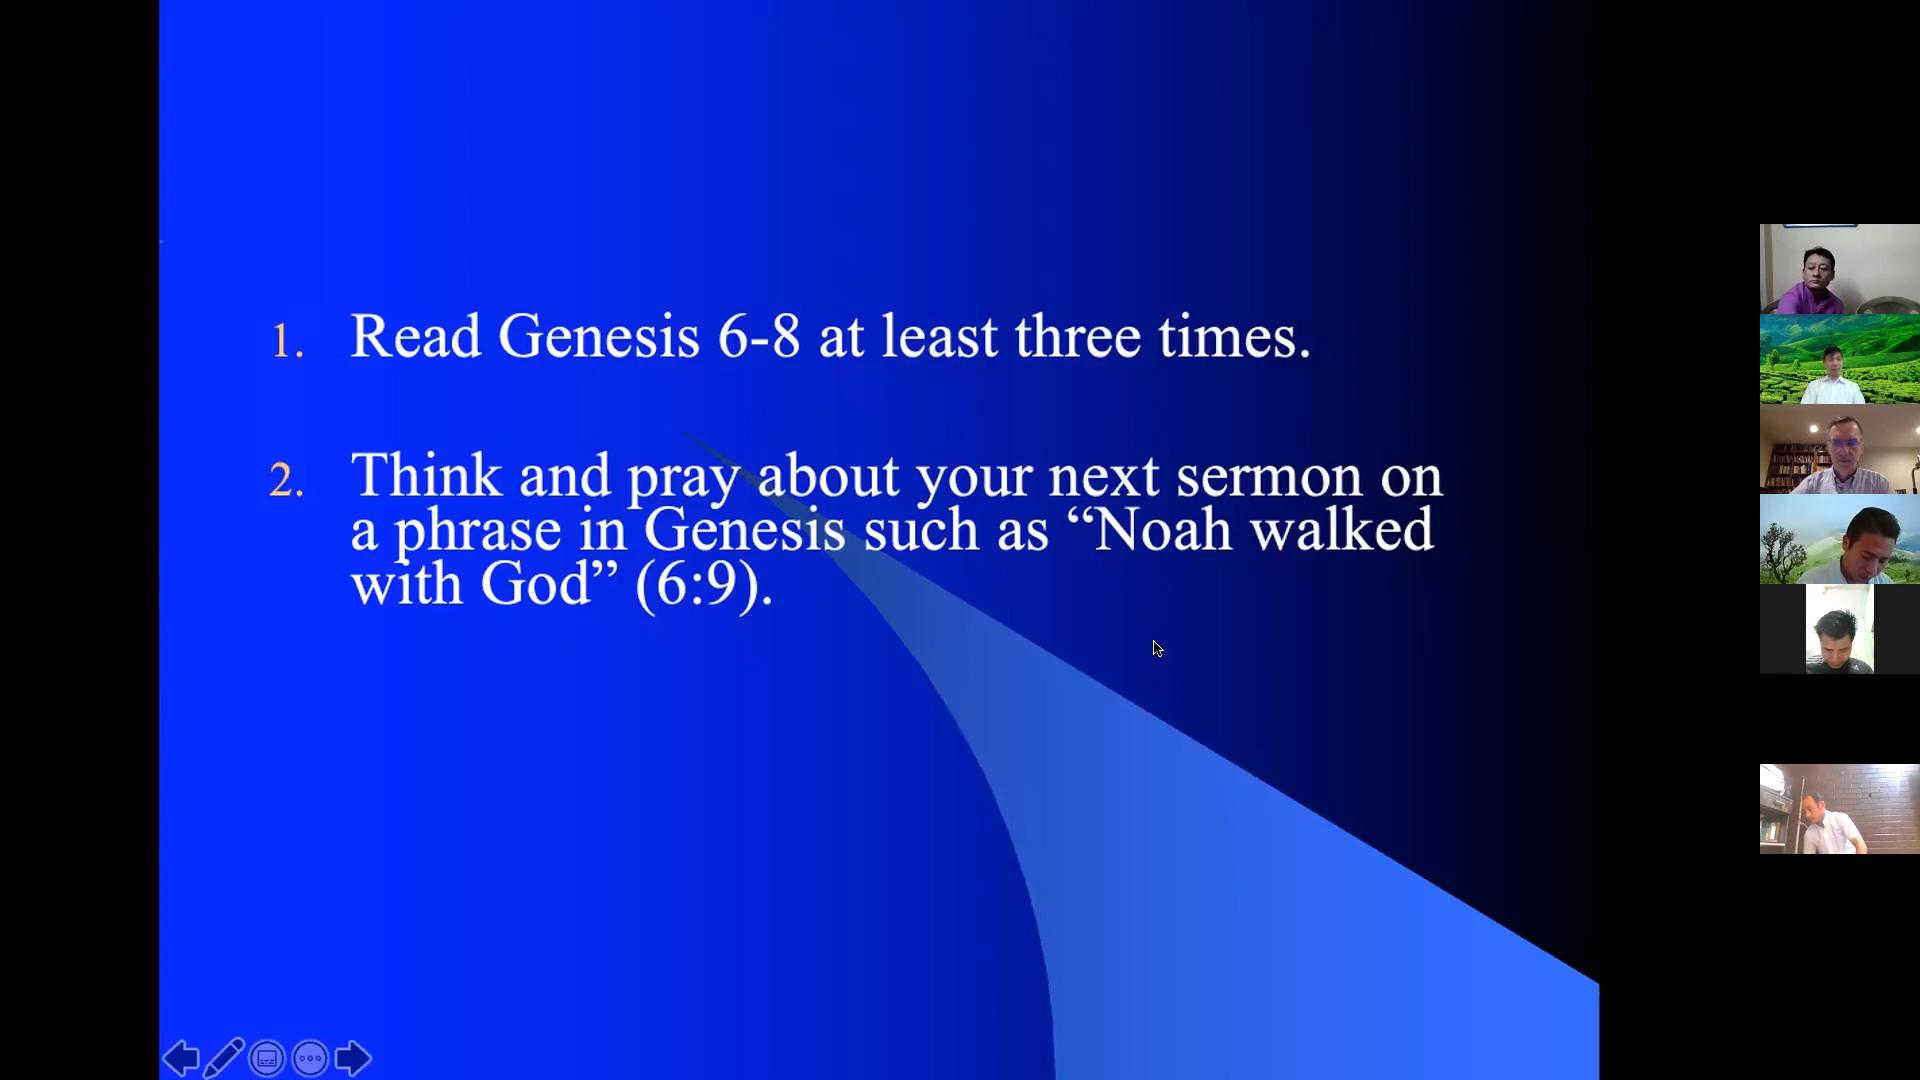 1. Read Genesis 6-8 at least three times.
2. Think and pray about your next sermon on
a phrase in Genesis such as “Noah walked
with God” (6:9).